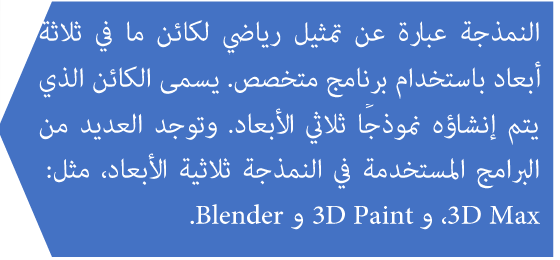 النمذجة عبارة عن تمثيل رياضي لكائن ما في ثلاثة
أبعاد باستخدام برنامج متخصص. يسمى الكائن الذي
يتم إنشاؤه نموذجًا ثلاثي الأبعاد. وتوجد العديد من
البرامج المستخدمة في النمذجة ثلاثية الأبعاد، مثل:
3D Max، و 3D Paint و Blender.